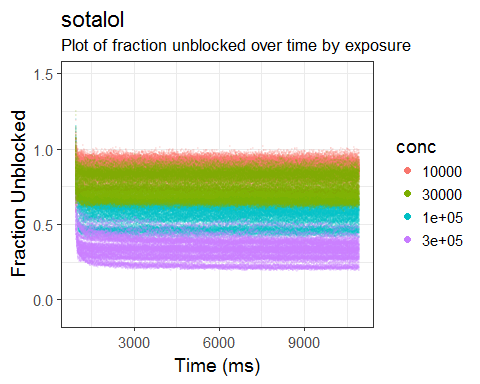 sotalol
Plot of fraction unblocked over time by exposure
Fraction Unblocked
1.5
1.0
0.5
0.0
3000 6000 9000
Time (ms)
conc
10000
30000
1e+05
3e+05